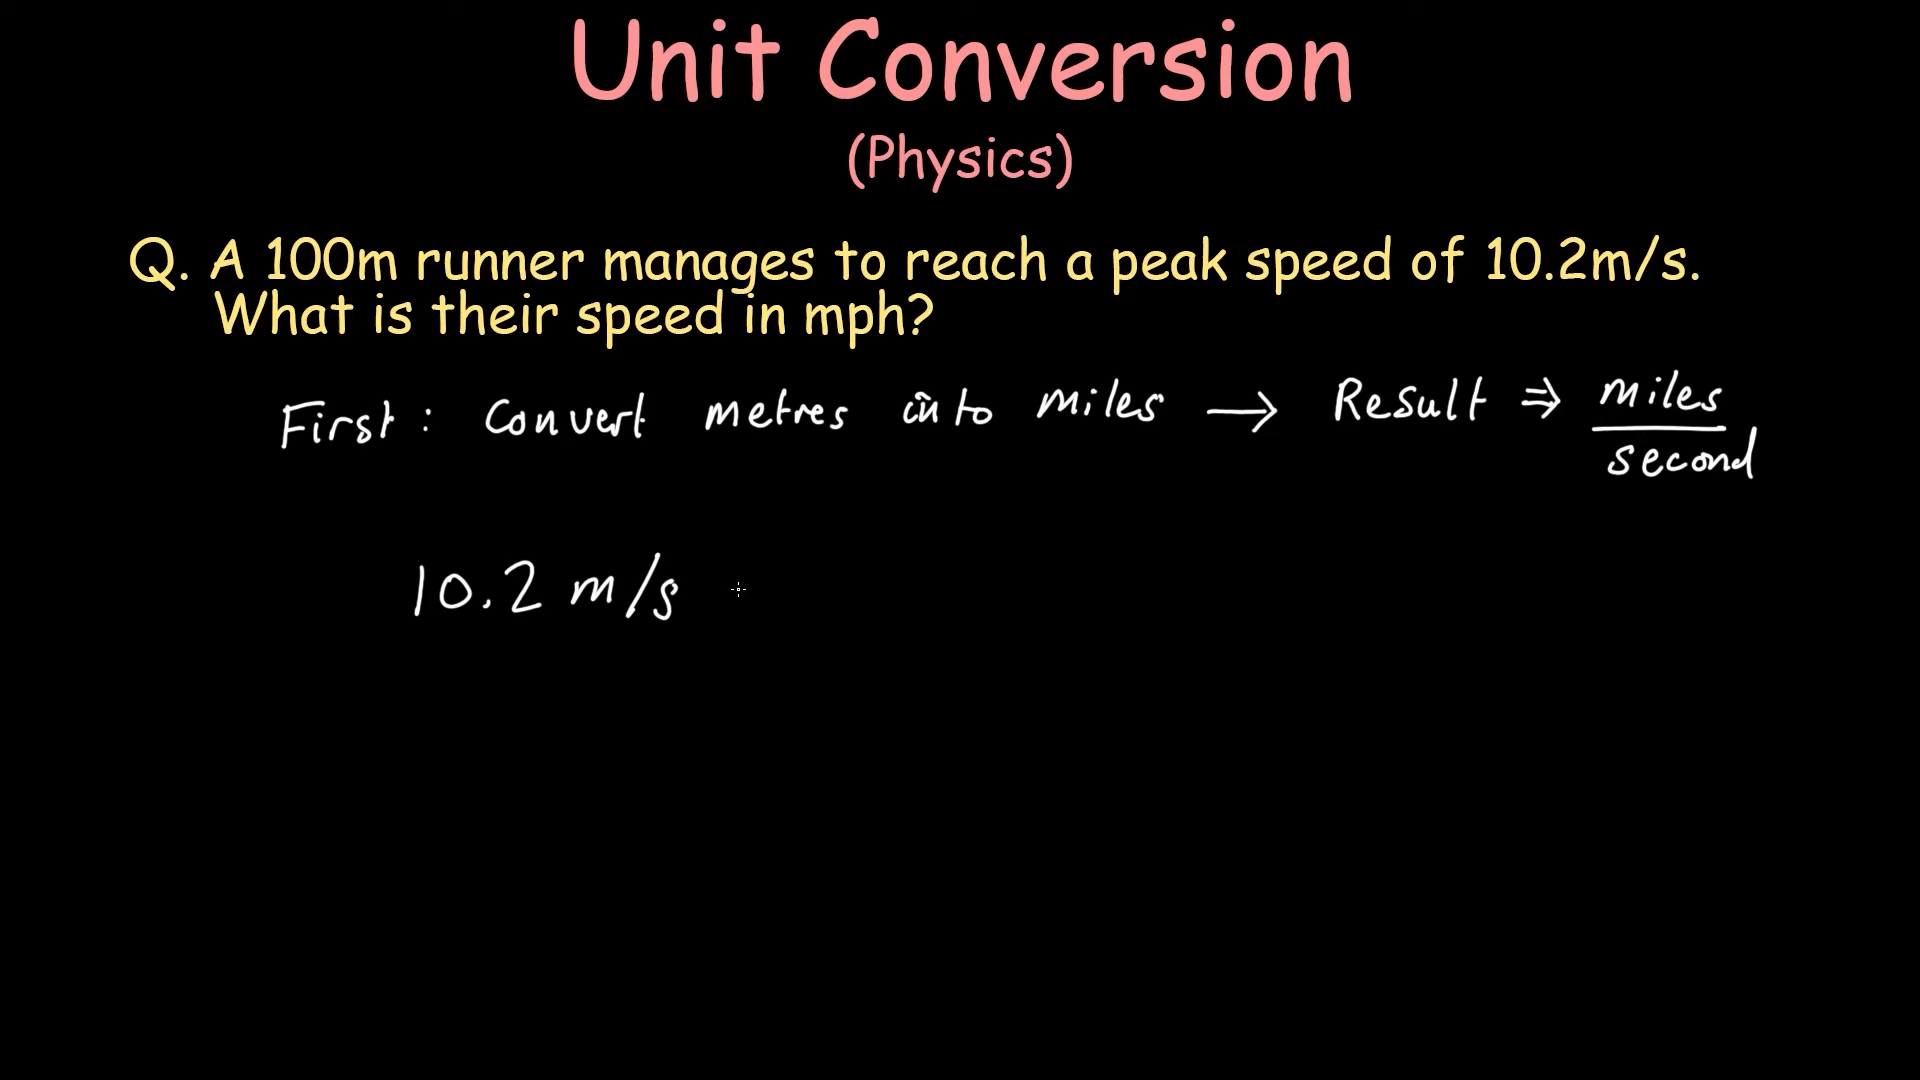 Unit Conversion
(Physics)
Q. A 100m runner manages to reach a peak speed of 10.2m/s.
What is their speed in mph?
First: Convert metres into miles → Result ⇒ miles
second
10.2 m/s